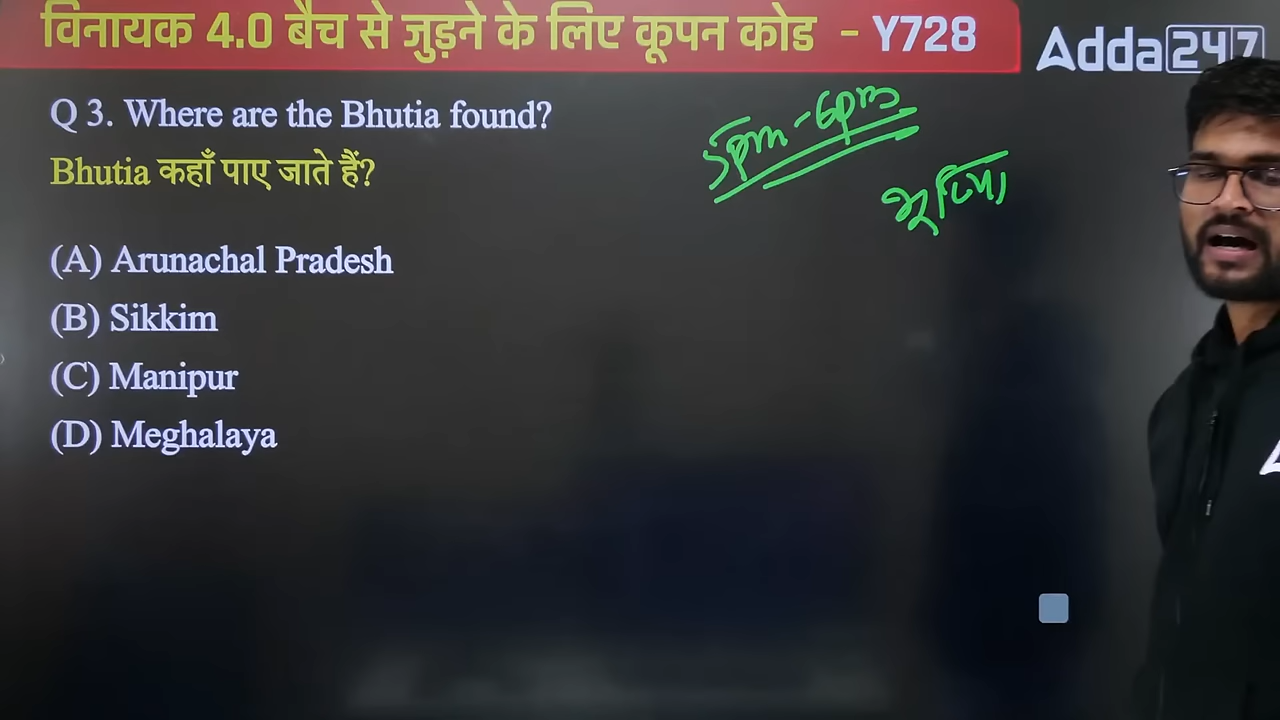 विनायक 4.0 बैच से जुड़ने के लिए कूपन कोड - Y728
Adda247
Q 3. Where are the Bhutia found?
5pm-6pm
Bhutia कहाँ पाए जाते हैं?
भूटिया
(A) Arunachal Pradesh
(B) Sikkim
(C) Manipur
(D) Meghalaya